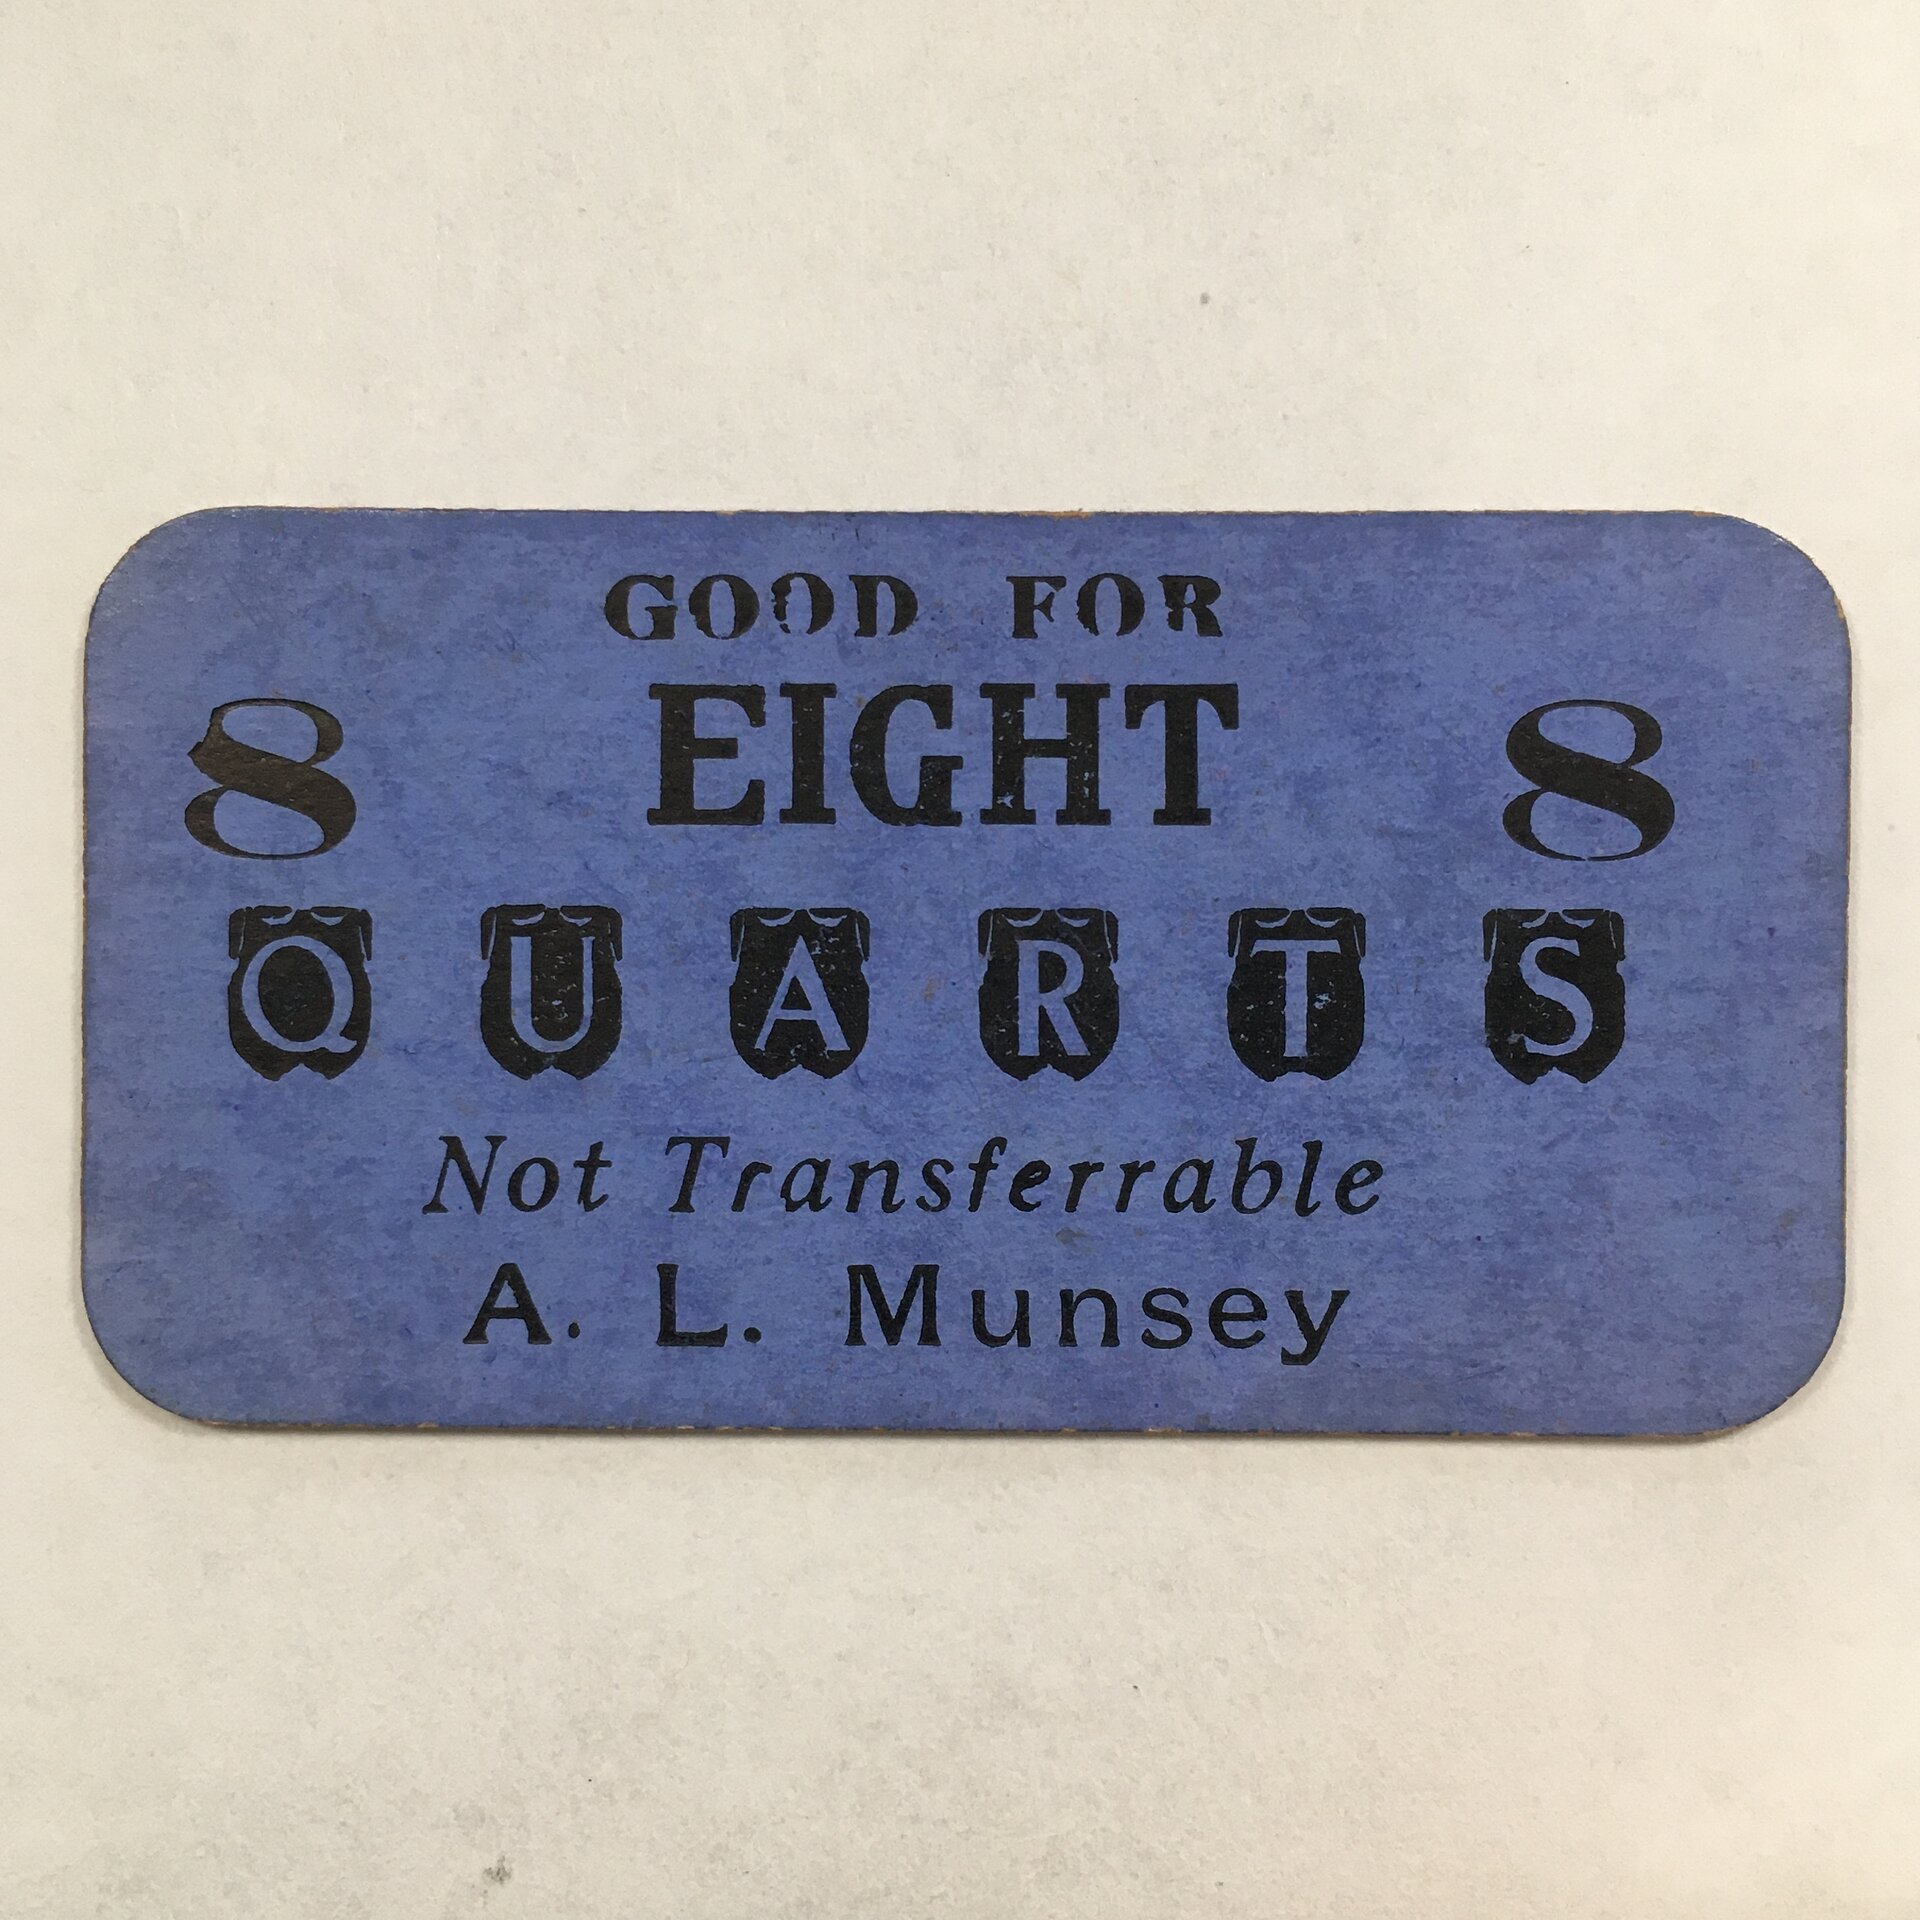 GOOD FOR
8 EIGHT 8
QUARTS
Not Transferrable
A. L. Munsey